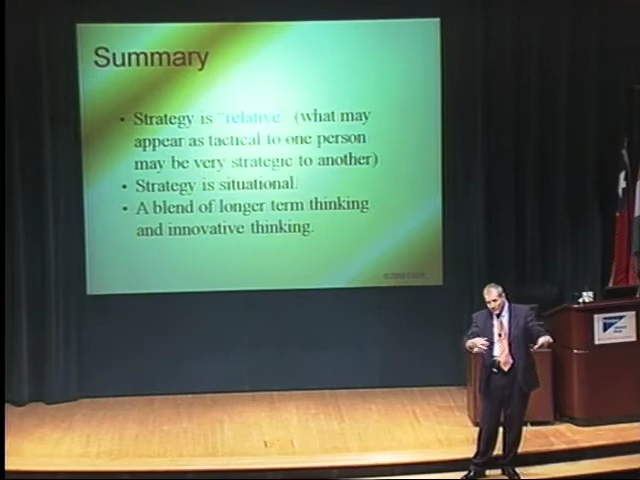 Summary
• Strategy is "relative" (what may
appear as tactical to one person
may be very strategic to another)
• Strategy is situational.
• A blend of longer term thinking
and innovative thinking.